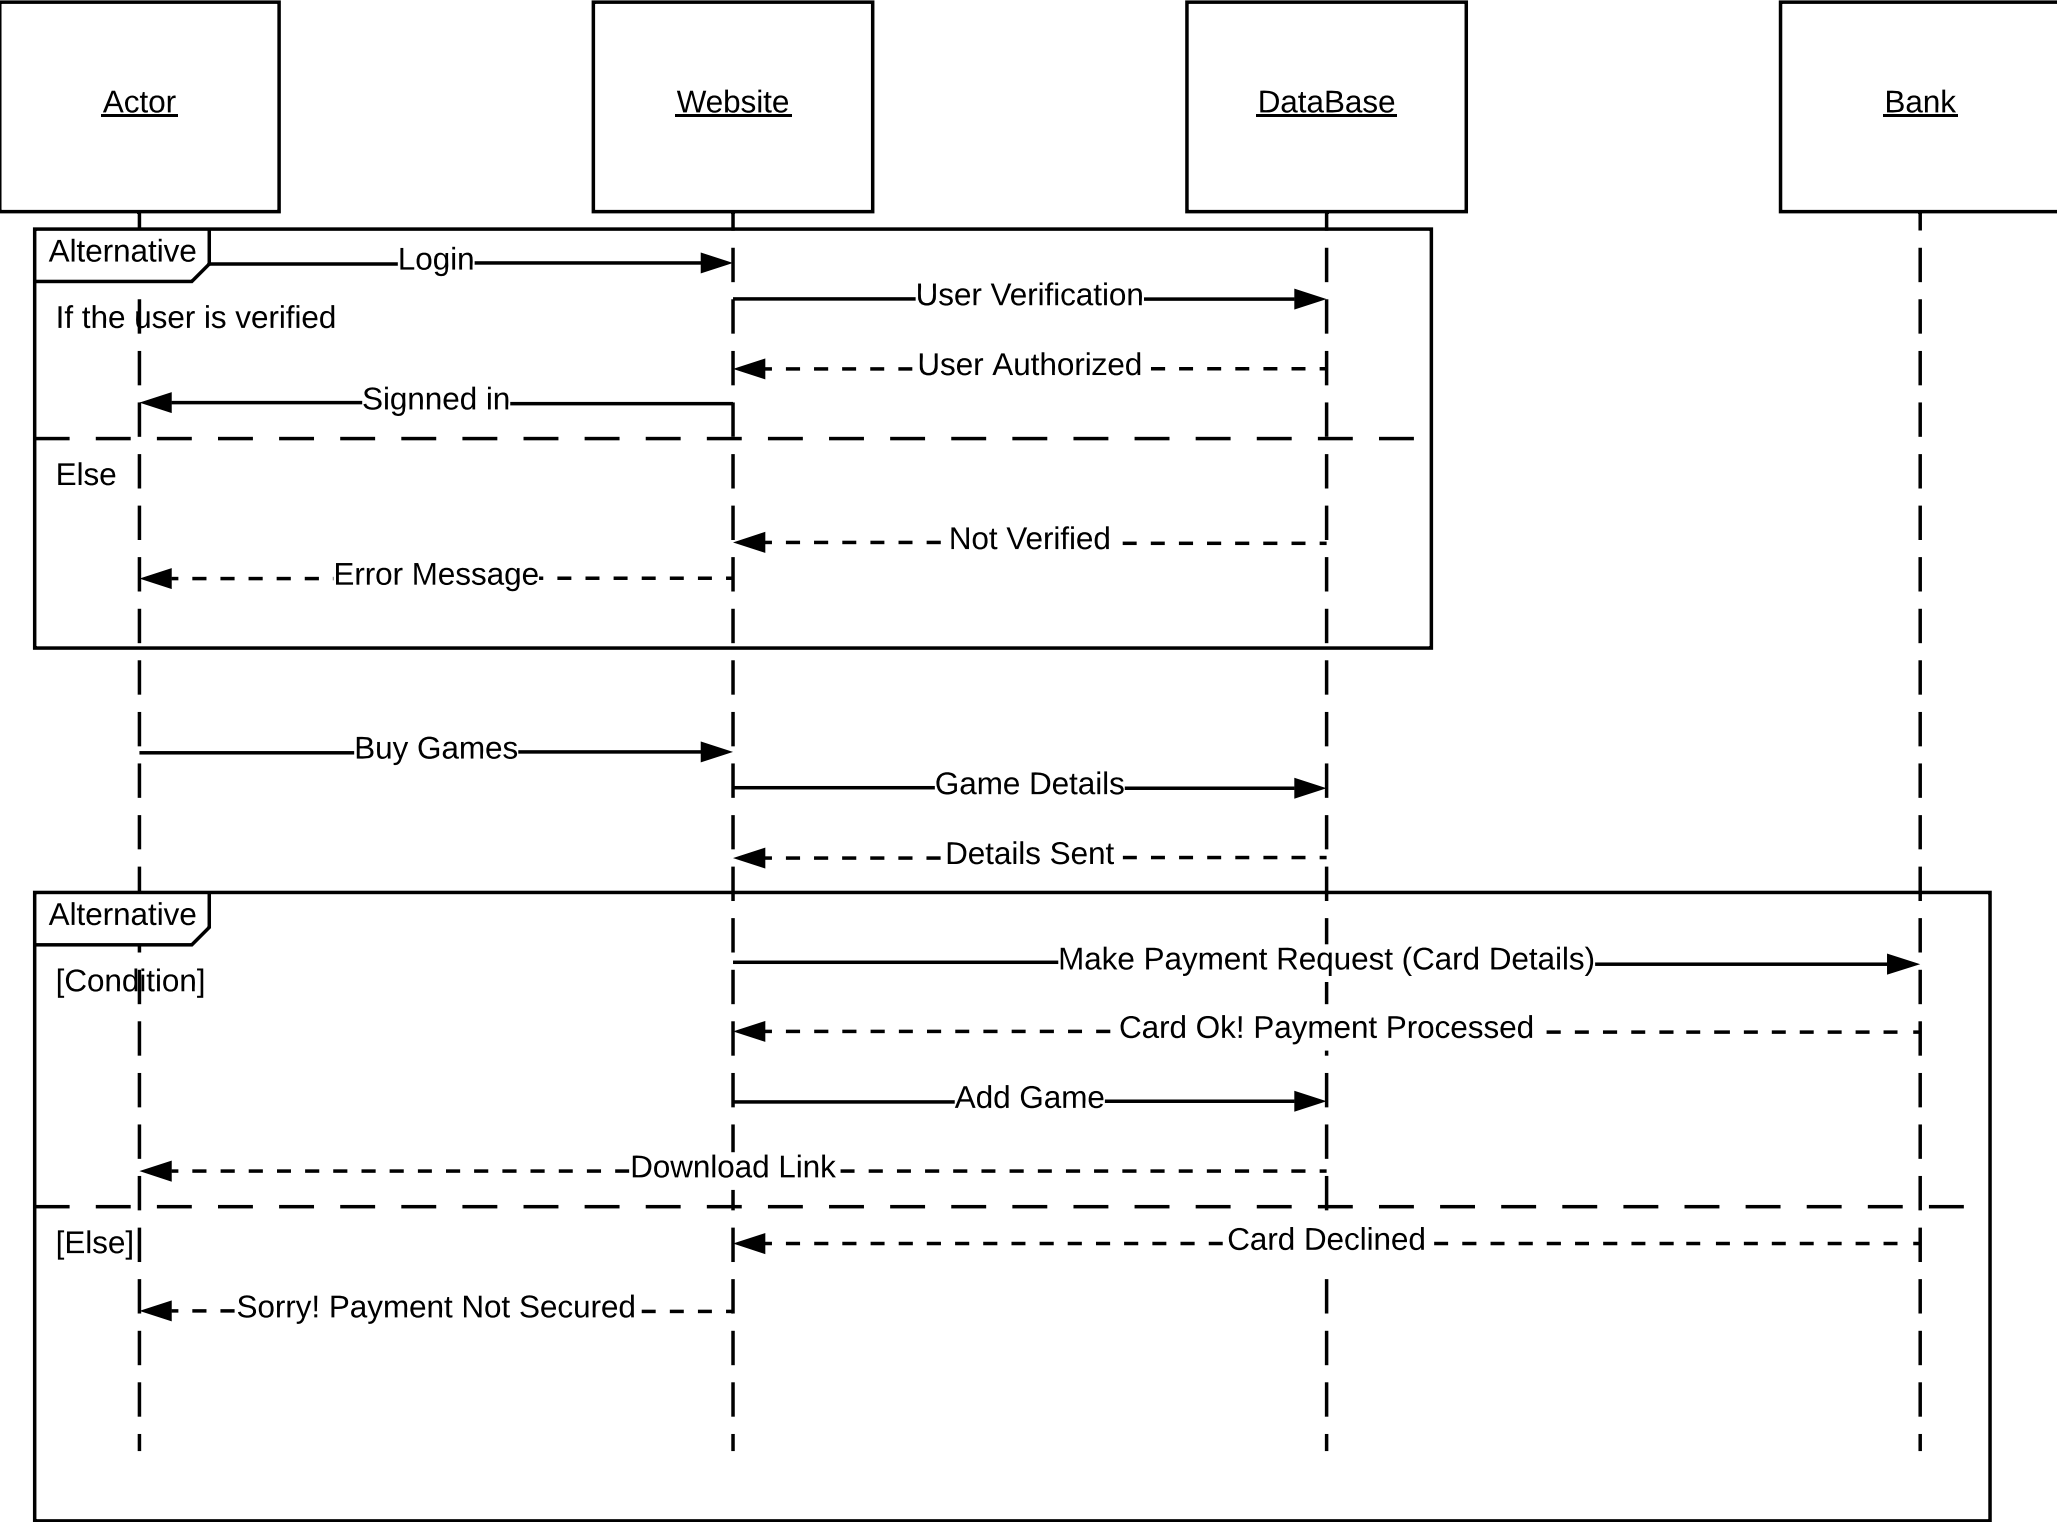 Actor
Website
DataBase
Bank
Alternative
Login
User Verification
If the user is verified
User Authorized
Signned in
Else
Not Verified
Error Message
Buy Games
Game Details
Details Sent
Alternative
Make Payment Request (Card Details)
[Condition]
Card Ok! Payment Processed
Add Game
Download Link
[Else]
Card Declined
Sorry! Payment Not Secured